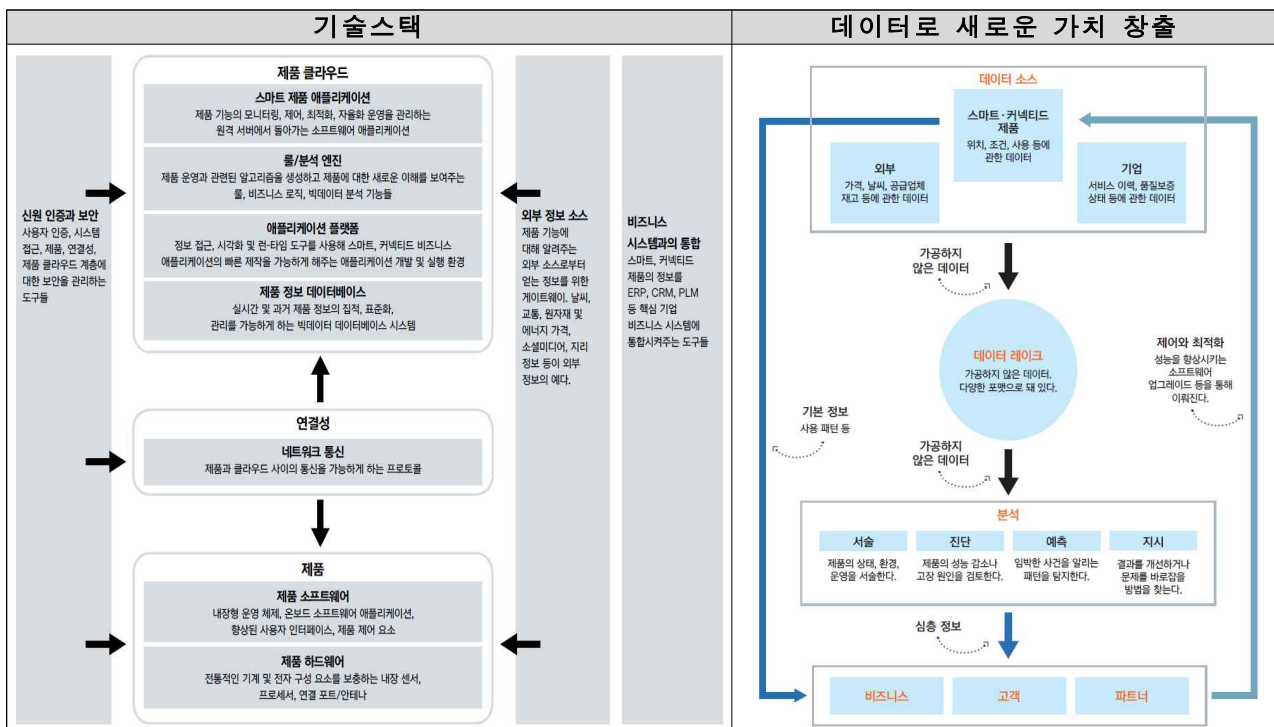 기술스택
제품 클라우드
스마트 제품 애플리케이션
제품 기능의 모니터링, 제어, 최적화, 자율화 운영을 관리하는
원격 서버에서 돌아가는 소프트웨어 애플리케이션
룰/분석 엔진
제품 운영과 관련된 알고리즘을 생성하고 제품에 대한 새로운 이해를 보여주는
룰, 비즈니스 로직, 빅데이터 분석 기능들
애플리케이션 플랫폼
정보 접근, 시각화 및 런-타임 도구를 사용해 스마트, 커넥티드 비즈니스
애플리케이션의 빠른 제작을 가능하게 해주는 애플리케이션 개발 및 실행 환경
제품 정보 데이터베이스
실시간 및 과거 제품 정보의 집적, 표준화,
관리를 가능하게 하는 빅데이터 데이터베이스 시스템
신원 인증과 보안
사용자 인증, 시스템
접근, 제품, 연결성,
제품 클라우드 계층에
대한 보안을 관리하는
도구들
외부 정보 소스
제품 기능에
대해 알려주는
외부 소스로부터
얻는 정보를 위한
게이트웨이. 날씨,
교통, 원자재 및
에너지 가격,
소셜미디어, 지리
정보 등이 외부
정보의 예다.
비즈니스
시스템과의 통합
스마트, 커넥티드
제품의 정보를
ERP, CRM, PLM
등 핵심 기업
비즈니스 시스템에
통합시켜주는 도구들
연결성
네트워크 통신
제품과 클라우드 사이의 통신을 가능하게 하는 프로토콜
제품
제품 소프트웨어
내장형 운영 체제, 온보드 소프트웨어 애플리케이션,
향상된 사용자 인터페이스, 제품 제어 요소
제품 하드웨어
전통적인 기계 및 전자 구성 요소를 보충하는 내장 센서,
프로세서, 연결 포트/안테나
데이터로 새로운 가치 창출
데이터 소스
스마트·커넥티드
제품
위치, 조건, 사용 등에
관한 데이터
외부
가격, 날씨, 공급업체
재고 등에 관한 데이터
기업
서비스 이력, 품질보증
상태 등에 관한 데이터
가공하지
않은 데이터
데이터 레이크
가공하지 않은 데이터.
다양한 포맷으로 돼 있다.
제어와 최적화
성능을 향상시키는
소프트웨어
업그레이드 등을 통해
이뤄진다.
기본 정보
사용 패턴 등
가공하지
않은 데이터
분석
서술
제품의 상태, 환경,
운영을 서술한다.
진단
제품의 성능 감소나
고장 원인을 검토한다.
예측
임박한 사건을 알리는
패턴을 탐지한다.
지시
결과를 개선하거나
문제를 바로잡을
방법을 찾는다.
심층 정보
비즈니스
고객
파트너